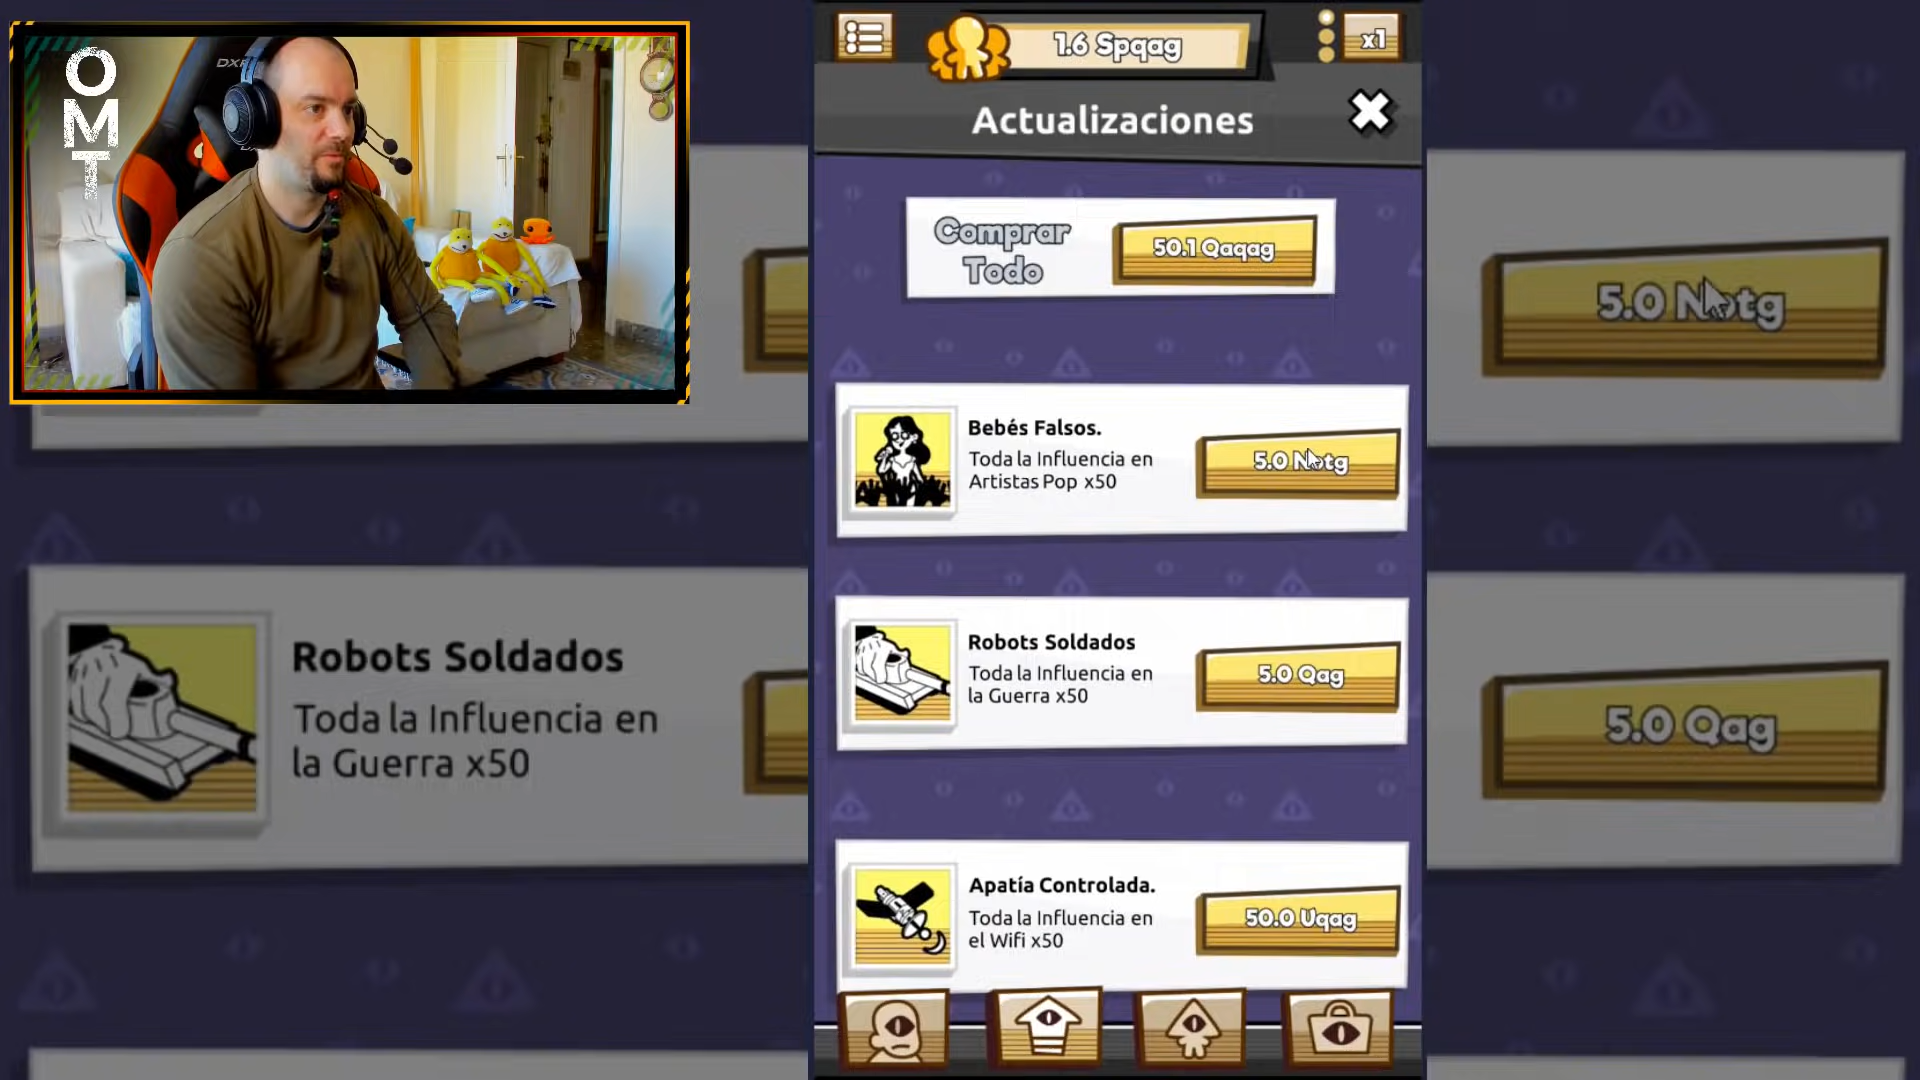 O
M
T
DXR
1.6 Spqag
x1
Actualizaciones
Comprar
Todo
50.1 Qaqag
Bebés Falsos.
Toda la Influencia en
Artistas Pop x50
Robots Soldados
Toda la Influencia en
la Guerra x50
5.0 Qag
Apatía Controlada.
Toda la Influencia en
el Wifi x50
50.0 Uqag
Robots Soldados
Toda la Influencia en
la Guerra x50
5.0 Qag